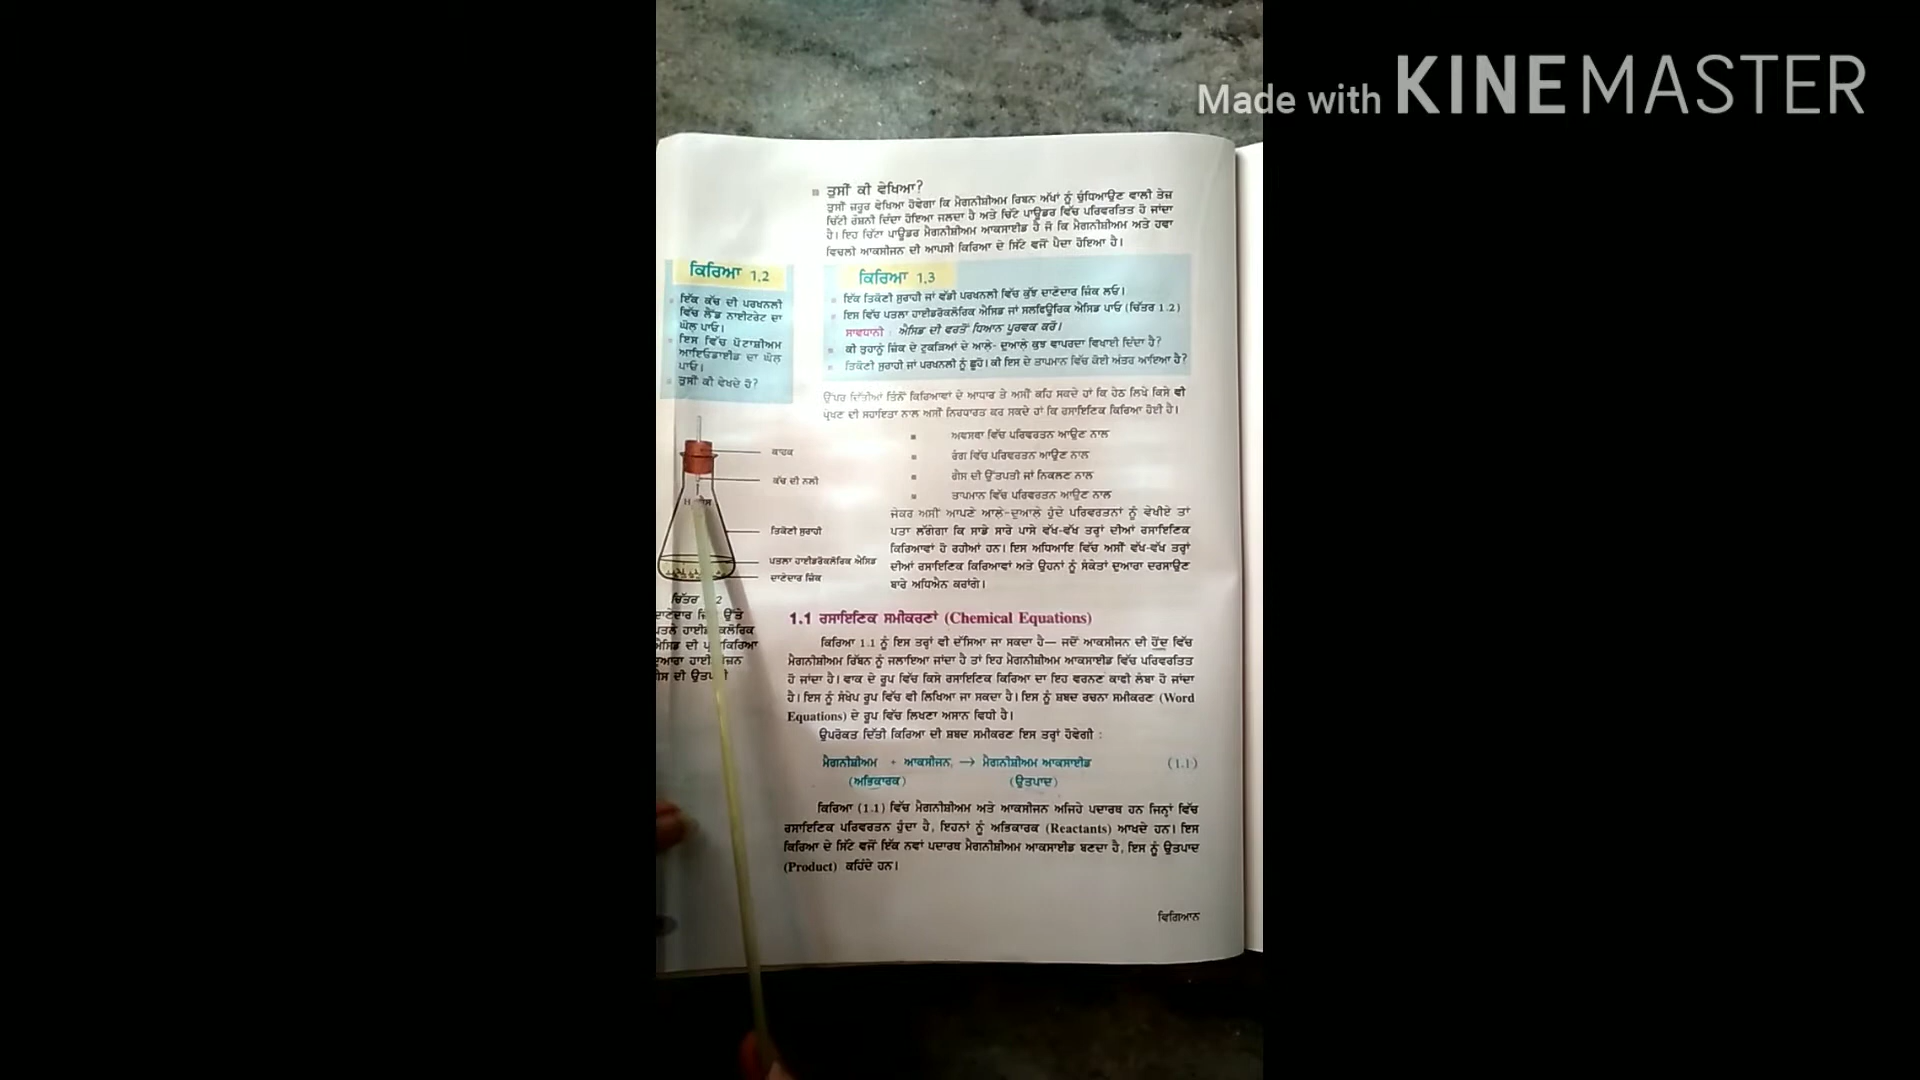 Made with KINEMASTER
ਤੁਸੀਂ ਕੀ ਵੇਖਿਆ?
ਤੁਸੀਂ ਜ਼ਰੂਰ ਵੇਖਿਆ ਹੋਵੇਗਾ ਕਿ ਮੈਗਨੀਸ਼ੀਅਮ ਰਿਬਨ ਅੱਖਾਂ ਨੂੰ ਚੁੰਧਿਆਉਣ ਵਾਲੀ ਤੇਜ਼
ਚਿੱਟੀ ਰੋਸ਼ਨੀ ਦਿੰਦਾ ਹੋਇਆ ਜਲਦਾ ਹੈ ਅਤੇ ਚਿੱਟੇ ਪਾਊਡਰ ਵਿੱਚ ਪਰਿਵਰਤਿਤ ਹੋ ਜਾਂਦਾ
ਹੈ। ਇਹ ਚਿੱਟਾ ਪਾਊਡਰ ਮੈਗਨੀਸ਼ੀਅਮ ਆਕਸਾਈਡ ਹੈ ਜੋ ਕਿ ਮੈਗਨੀਸ਼ੀਅਮ ਅਤੇ ਹਵਾ
ਵਿਚਲੀ ਆਕਸੀਜਨ ਦੀ ਆਪਸੀ ਕਿਰਿਆ ਦੇ ਸਿੱਟੇ ਵਜੋਂ ਪੈਦਾ ਹੋਇਆ ਹੈ।
ਕਿਰਿਆ 1.2
ਇੱਕ ਕੱਚ ਦੀ ਪਰਖਨਲੀ
ਵਿੱਚ ਲੈੱਡ ਨਾਈਟਰੇਟ ਦਾ
ਘੋਲ ਪਾਓ।
ਇਸ ਵਿੱਚ ਪੋਟਾਸ਼ੀਅਮ
ਆਇਓਡਾਈਡ ਦਾ ਘੋਲ
ਪਾਓ।
ਤੁਸੀਂ ਕੀ ਵੇਖਦੇ ਹੋ?
ਕਿਰਿਆ 1.3
ਇੱਕ ਤਿਕੋਣੀ ਸੁਰਾਹੀ ਜਾਂ ਵੱਡੀ ਪਰਖਨਲੀ ਵਿੱਚ ਕੁੱਝ ਦਾਣੇਦਾਰ ਜ਼ਿੰਕ ਲਓ।
ਇਸ ਵਿੱਚ ਪਤਲਾ ਹਾਈਡਰੋਕਲੋਰਿਕ ਐਸਿਡ ਜਾਂ ਸਲਫਿਊਰਿਕ ਐਸਿਡ ਪਾਓ (ਚਿੱਤਰ 1.2)
ਸਾਵਧਾਨੀ : ਐਸਿਡ ਦੀ ਵਰਤੋਂ ਧਿਆਨ ਪੂਰਵਕ ਕਰੋ।
ਕੀ ਤੁਹਾਨੂੰ ਜ਼ਿੰਕ ਦੇ ਟੁਕੜਿਆਂ ਦੇ ਆਲੇ- ਦੁਆਲੇ ਕੁਝ ਵਾਪਰਦਾ ਵਿਖਾਈ ਦਿੰਦਾ ਹੈ?
ਤਿਕੋਣੀ ਸੁਰਾਹੀ ਜਾਂ ਪਰਖਨਲੀ ਨੂੰ ਛੂਹੋ। ਕੀ ਇਸ ਦੇ ਤਾਪਮਾਨ ਵਿੱਚ ਕੋਈ ਅੰਤਰ ਆਇਆ ਹੈ?
ਉੱਪਰ ਦਿੱਤੀਆਂ ਤਿੰਨੋਂ ਕਿਰਿਆਵਾਂ ਦੇ ਆਧਾਰ ਤੇ ਅਸੀਂ ਕਹਿ ਸਕਦੇ ਹਾਂ ਕਿ ਹੇਠ ਲਿਖੇ ਕਿਸੇ ਵੀ
ਪ੍ਰੇਖਣ ਦੀ ਸਹਾਇਤਾ ਨਾਲ ਅਸੀਂ ਨਿਰਧਾਰਤ ਕਰ ਸਕਦੇ ਹਾਂ ਕਿ ਰਸਾਇਣਿਕ ਕਿਰਿਆ ਹੋਈ ਹੈ।
ਅਵਸਥਾ ਵਿੱਚ ਪਰਿਵਰਤਨ ਆਉਣ ਨਾਲ
ਰੰਗ ਵਿੱਚ ਪਰਿਵਰਤਨ ਆਉਣ ਨਾਲ
ਗੈਸ ਦੀ ਉੱਤਪਤੀ ਜਾਂ ਨਿਕਲਣ ਨਾਲ
ਤਾਪਮਾਨ ਵਿੱਚ ਪਰਿਵਰਤਨ ਆਉਣ ਨਾਲ
ਜੇਕਰ ਅਸੀਂ ਆਪਣੇ ਆਲੇ-ਦੁਆਲੇ ਹੁੰਦੇ ਪਰਿਵਰਤਨਾਂ ਨੂੰ ਵੇਖੀਏ ਤਾਂ
ਪਤਾ ਲੱਗੇਗਾ ਕਿ ਸਾਡੇ ਸਾਰੇ ਪਾਸੇ ਵੱਖ-ਵੱਖ ਤਰ੍ਹਾਂ ਦੀਆਂ ਰਸਾਇਣਿਕ
ਕਿਰਿਆਵਾਂ ਹੋ ਰਹੀਆਂ ਹਨ। ਇਸ ਅਧਿਆਇ ਵਿੱਚ ਅਸੀਂ ਵੱਖ-ਵੱਖ ਤਰ੍ਹਾਂ
ਦੀਆਂ ਰਸਾਇਣਿਕ ਕਿਰਿਆਵਾਂ ਅਤੇ ਉਹਨਾਂ ਨੂੰ ਸੰਕੇਤਾਂ ਦੁਆਰਾ ਦਰਸਾਉਣ
ਬਾਰੇ ਅਧਿਐਨ ਕਰਾਂਗੇ।
ਕਾਰਕ
ਕੱਚ ਦੀ ਨਲੀ
ਤਿਕੋਣੀ ਸੁਰਾਹੀ
ਪਤਲਾ ਹਾਈਡਰੋਕਲੋਰਿਕ ਐਸਿਡ
ਦਾਣੇਦਾਰ ਜ਼ਿੰਕ
ਚਿੱਤਰ 2
ਦਾਣੇਦਾਰ ਉੱਤੇ
ਪਤਲੇ
ਐਸਿਡ ਦੀ
ਦੁਆਰਾ
ਗੈਸ ਦੀ
1.1 ਰਸਾਇਣਿਕ ਸਮੀਕਰਣਾਂ (Chemical Equations)
ਕਿਰਿਆ 1.1 ਨੂੰ ਇਸ ਤਰ੍ਹਾਂ ਵੀ ਦੱਸਿਆ ਜਾ ਸਕਦਾ ਹੈ— ਜਦੋਂ ਆਕਸੀਜਨ ਦੀ ਹੋਂਦ ਵਿੱਚ
ਮੈਗਨੀਸ਼ੀਅਮ ਰਿੱਬਨ ਨੂੰ ਜਲਾਇਆ ਜਾਂਦਾ ਹੈ ਤਾਂ ਇਹ ਮੈਗਨੀਸ਼ੀਅਮ ਆਕਸਾਈਡ ਵਿੱਚ ਪਰਿਵਰਤਿਤ
ਹੋ ਜਾਂਦਾ ਹੈ। ਵਾਕ ਦੇ ਰੂਪ ਵਿੱਚ ਕਿਸੇ ਰਸਾਇਣਿਕ ਕਿਰਿਆ ਦਾ ਇਹ ਵਰਨਣ ਕਾਫੀ ਲੰਬਾ ਹੋ ਜਾਂਦਾ
ਹੈ। ਇਸ ਨੂੰ ਸੰਖੇਪ ਰੂਪ ਵਿੱਚ ਵੀ ਲਿਖਿਆ ਜਾ ਸਕਦਾ ਹੈ। ਇਸ ਨੂੰ ਸ਼ਬਦ ਰਚਨਾ ਸਮੀਕਰਣ (Word
Equations) ਦੇ ਰੂਪ ਵਿੱਚ ਲਿਖਣਾ ਅਸਾਨ ਵਿਧੀ ਹੈ।
ਉਪਰੋਕਤ ਦਿੱਤੀ ਕਿਰਿਆ ਦੀ ਸ਼ਬਦ ਸਮੀਕਰਣ ਇਸ ਤਰ੍ਹਾਂ ਹੋਵੇਗੀ :
ਮੈਗਨੀਸ਼ੀਅਮ + ਆਕਸੀਜਨ → ਮੈਗਨੀਸ਼ੀਅਮ ਆਕਸਾਈਡ (1.1)
(ਅਭਿਕਾਰਕ) (ਉਤਪਾਦ)
ਕਿਰਿਆ (1.1) ਵਿੱਚ ਮੈਗਨੀਸ਼ੀਅਮ ਅਤੇ ਆਕਸੀਜਨ ਅਜਿਹੇ ਪਦਾਰਥ ਹਨ ਜਿਨ੍ਹਾਂ ਵਿੱਚ
ਰਸਾਇਣਿਕ ਪਰਿਵਰਤਨ ਹੁੰਦਾ ਹੈ, ਇਹਨਾਂ ਨੂੰ ਅਭਿਕਾਰਕ (Reactants) ਆਖਦੇ ਹਨ। ਇਸ
ਕਿਰਿਆ ਦੇ ਸਿੱਟੇ ਵਜੋਂ ਇੱਕ ਨਵਾਂ ਪਦਾਰਥ ਮੈਗਨੀਸ਼ੀਅਮ ਆਕਸਾਈਡ ਬਣਦਾ ਹੈ, ਇਸ ਨੂੰ ਉਤਪਾਦ
(Product) ਕਹਿੰਦੇ ਹਨ।
ਵਿਗਿਆਨ